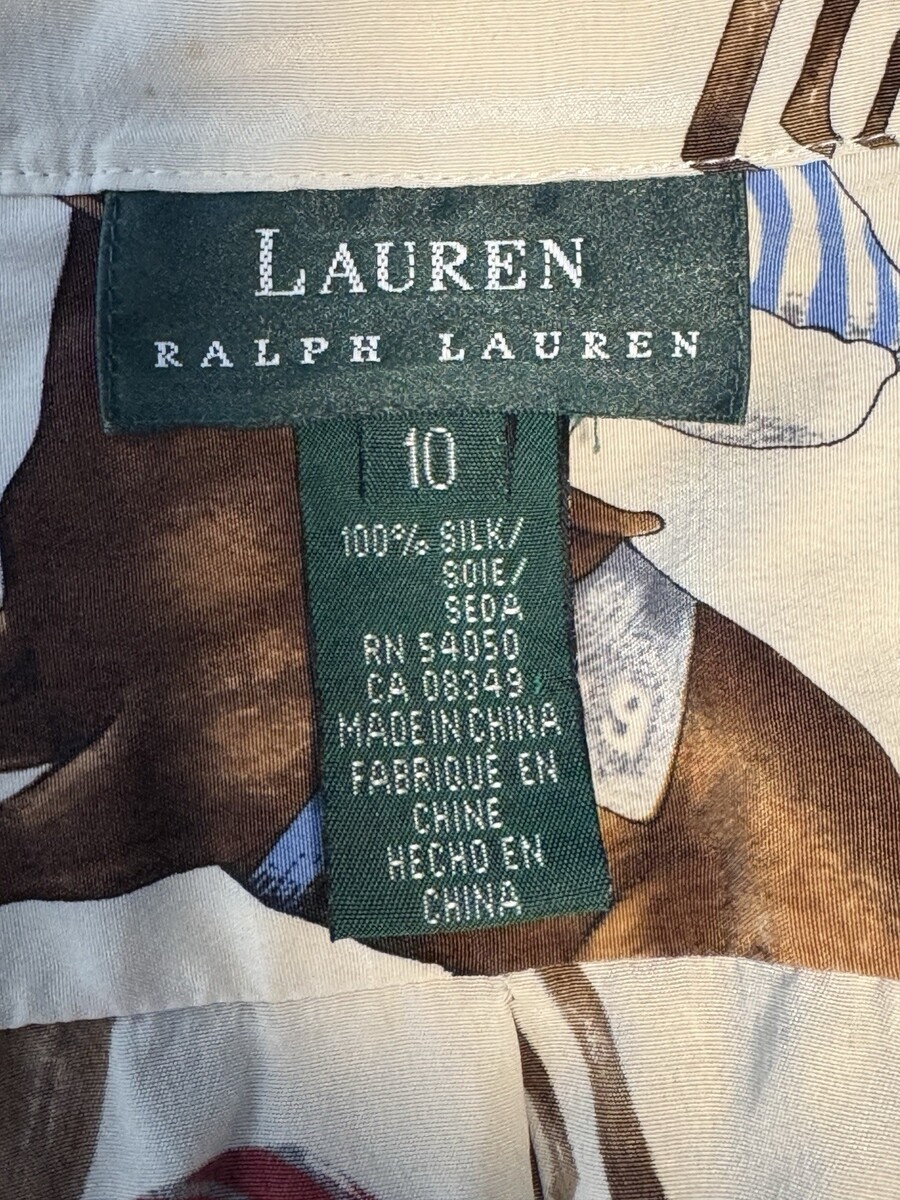 LAUREN
RALPH LAUREN
10
100% SILK/
SOIE/
SEDA
RN 54050
CA 08349
MADE IN CHINA
FABRIQUÉ EN
CHINE
HECHO EN
CHINA